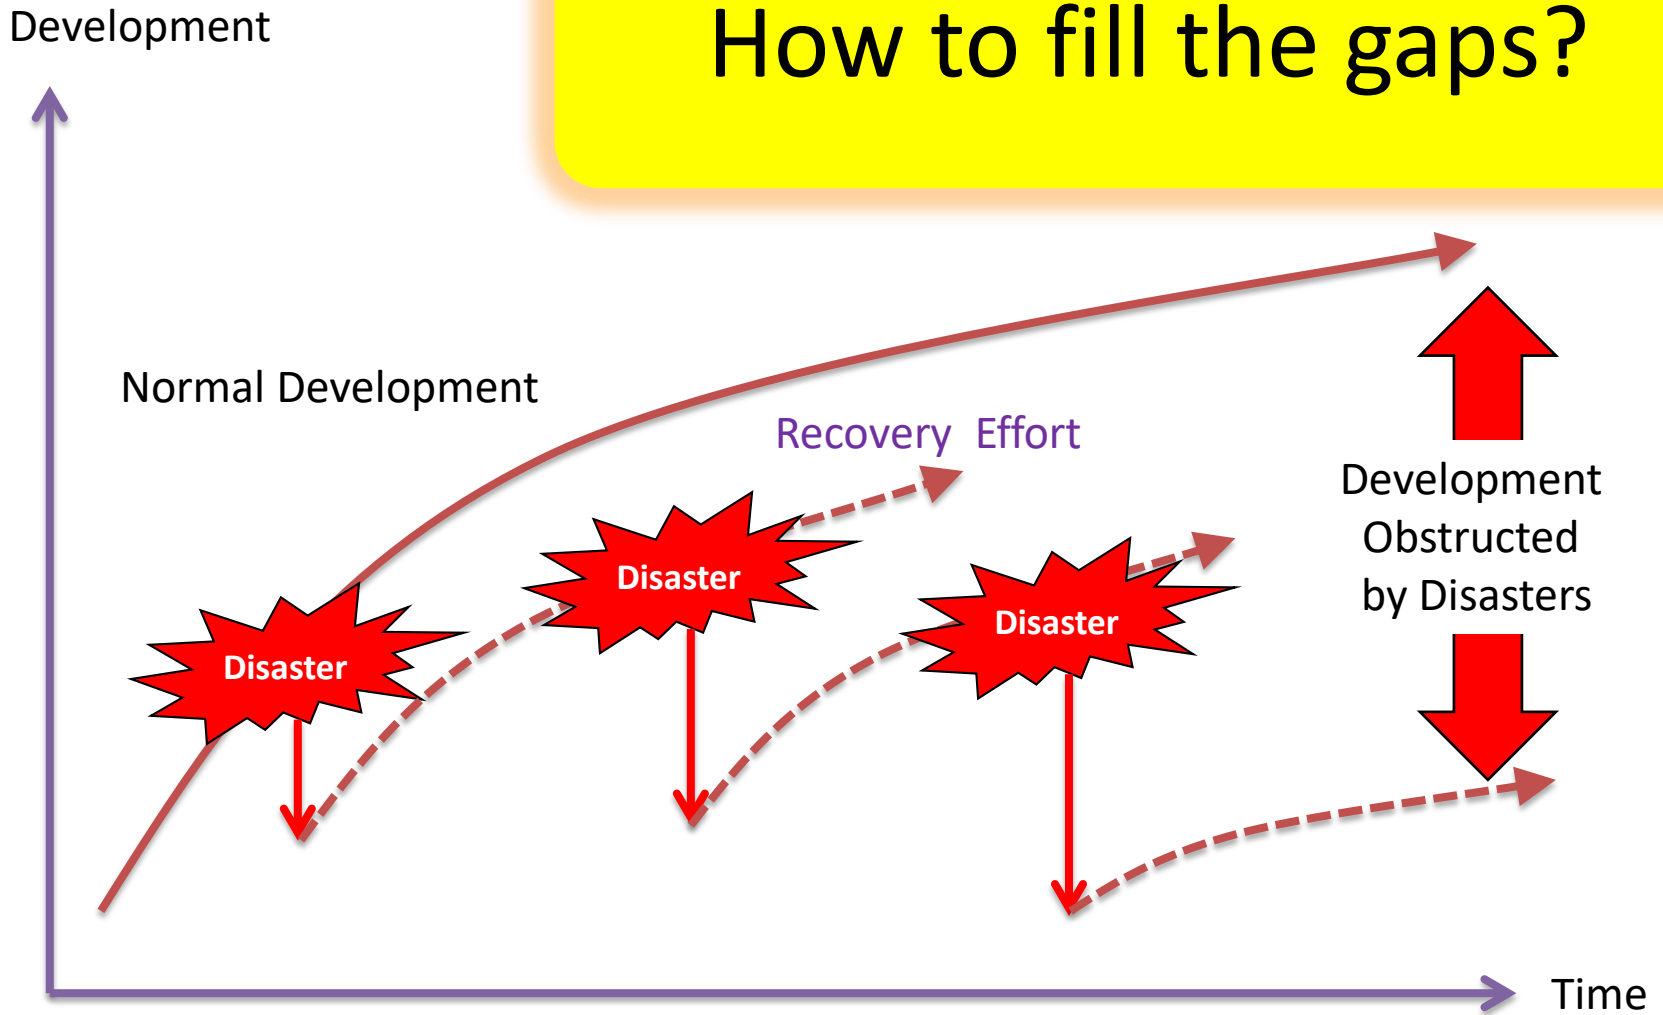 Development
How to fill the gaps?
Normal Development
Recovery Effort
Development
Obstructed
by Disasters
Disaster
Disaster
Disaster
Time